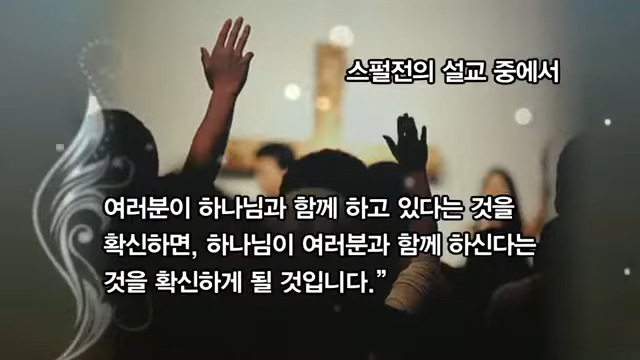 스펄전의 설교 중에서
여러분이 하나님과 함께 하고 있다는 것을
확신하면, 하나님이 여러분과 함께 하신다는
것을 확신하게 될 것입니다.”